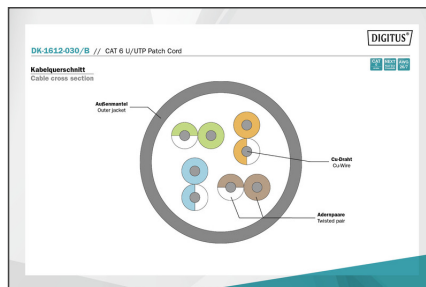 DIGITUS
DK-1612-030/B // CAT 6 U/UTP Patch Cord
Kabelquerschnitt
Cable cross section
Außenmantel
Outer jacket
Cu-Draht
Cu-Wire
Adernpaare
Twisted pair